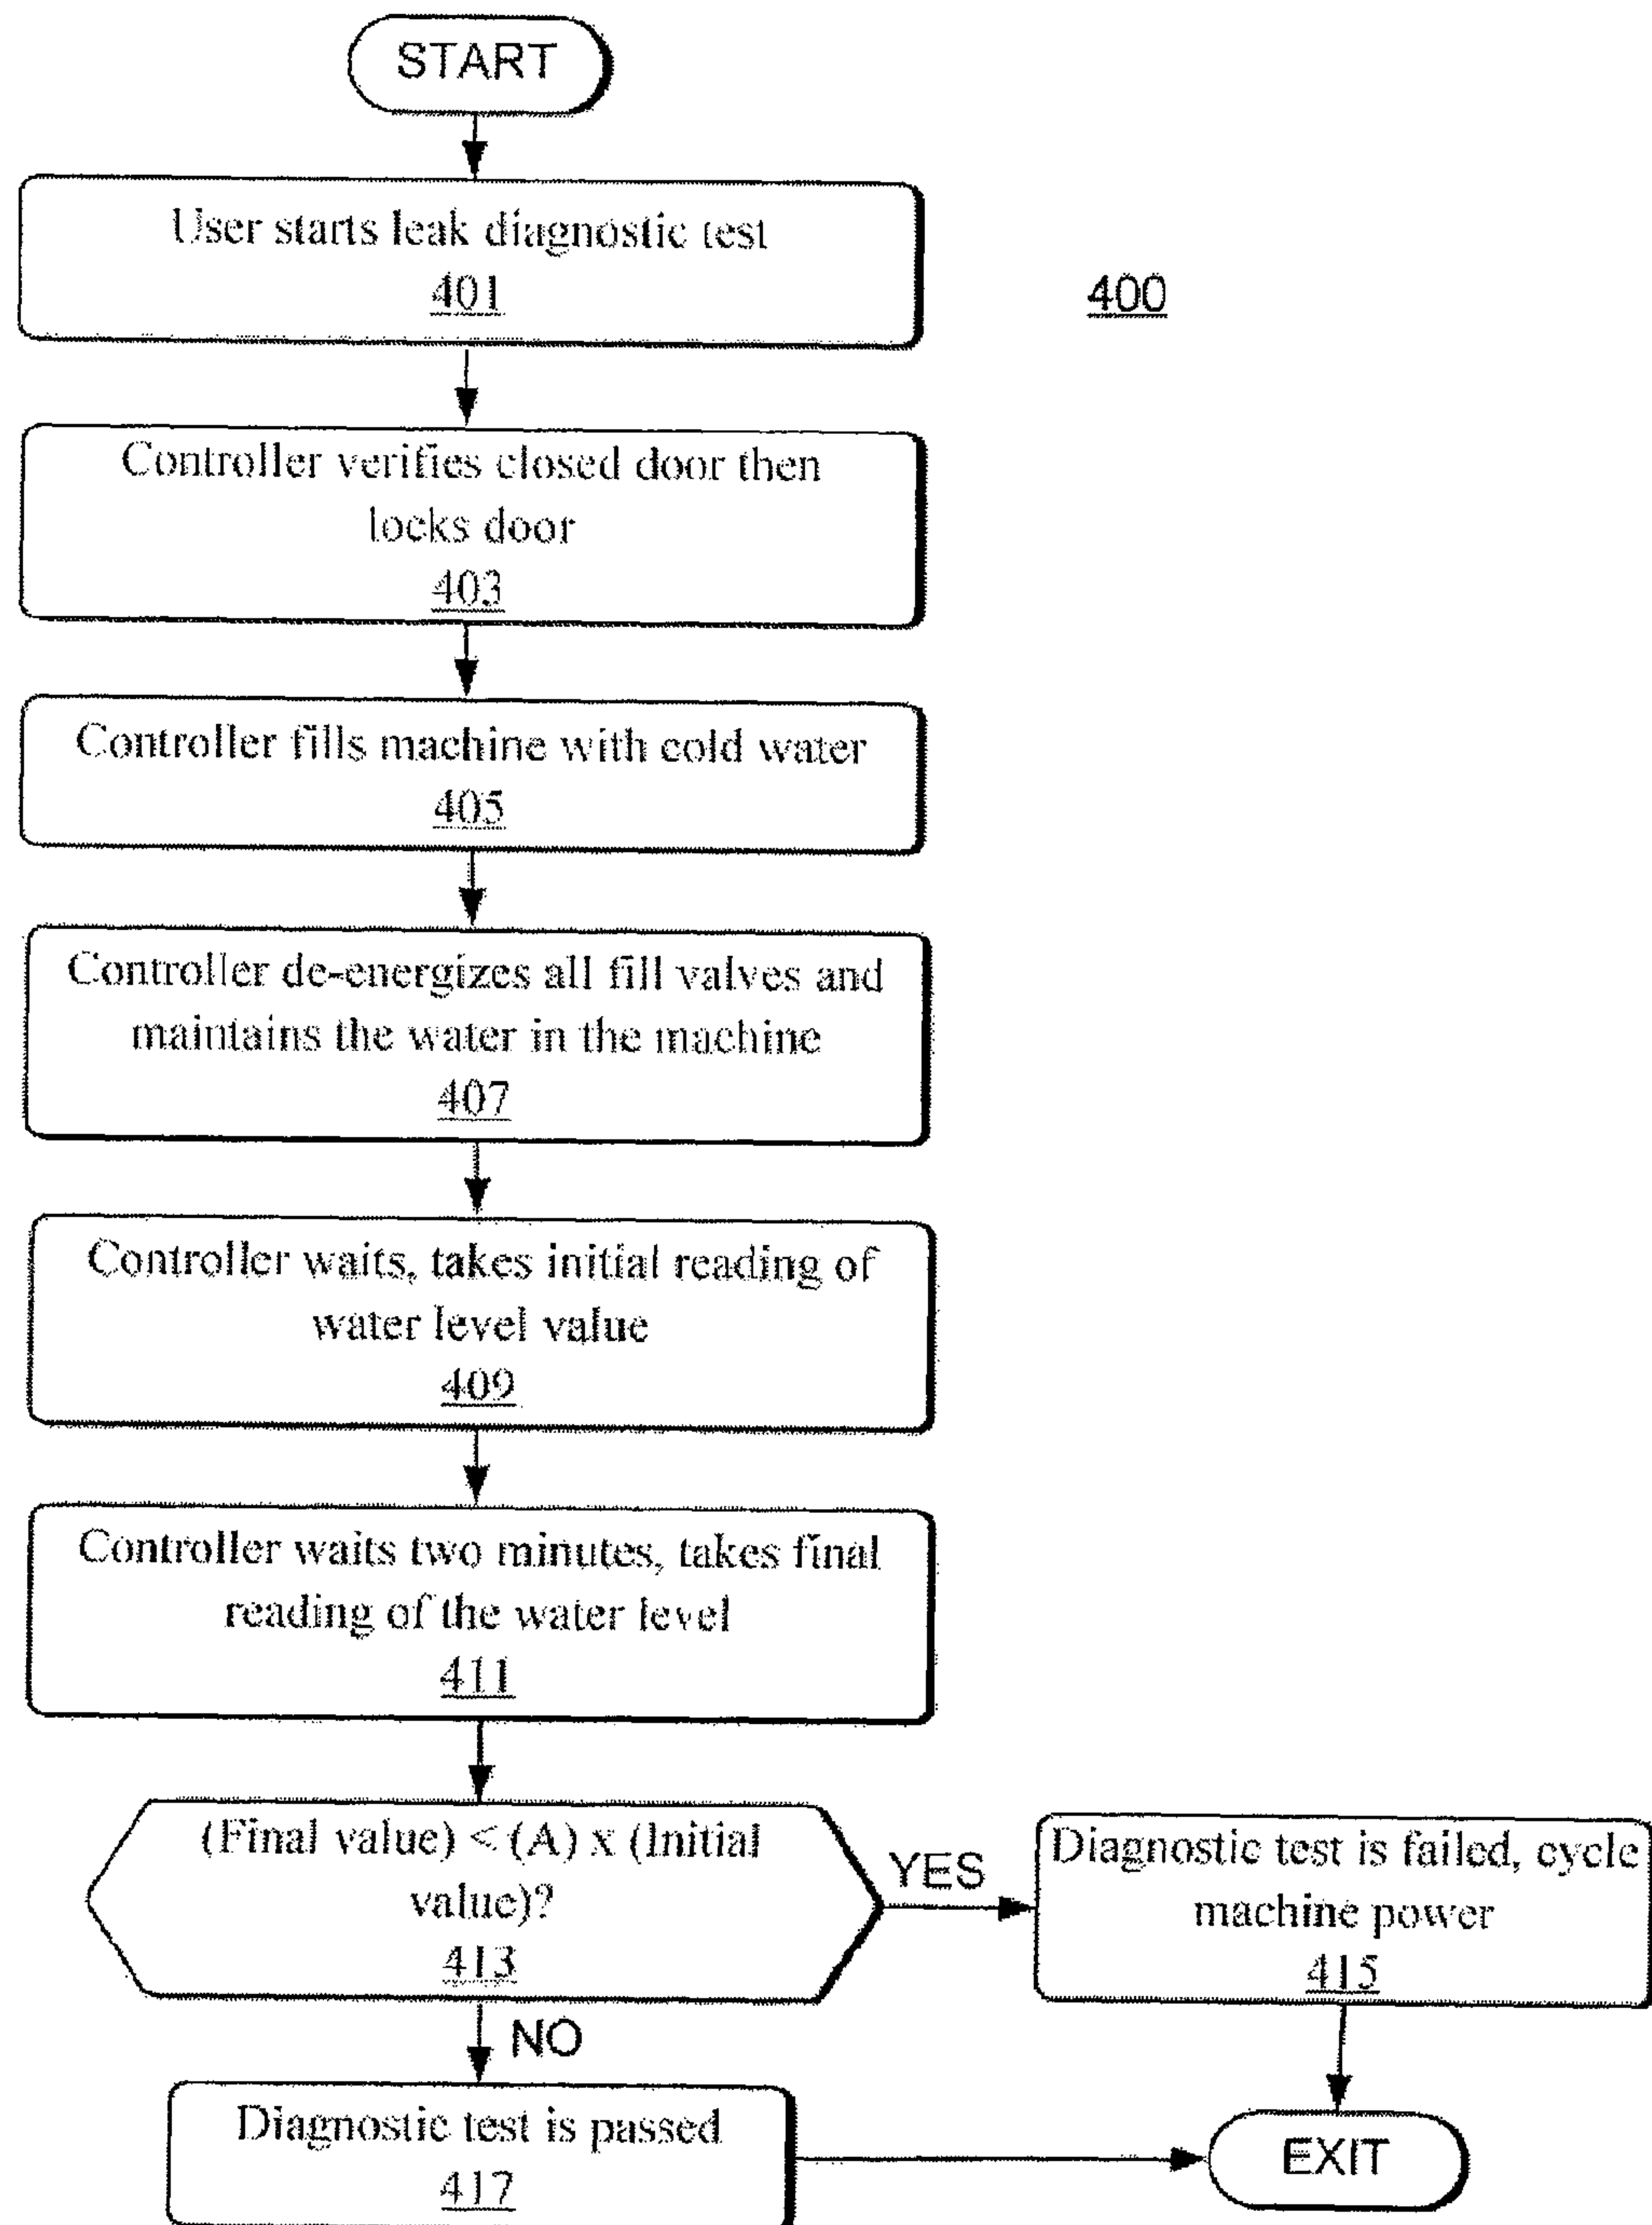 START
User starts leak diagnostic test
401
400
Controller verifies closed door then
locks door
403
Controller fills machine with cold water
405
Controller de-energizes all fill valves and
maintains the water in the machine
407
Controller waits, takes initial reading of
water level value
409
Controller waits two minutes, takes final
reading of the water level
411
(Final value) < (A) x (Initial
value)?
413
YES
Diagnostic test is failed, cycle
machine power
415
NO
Diagnostic test is passed
417
EXIT